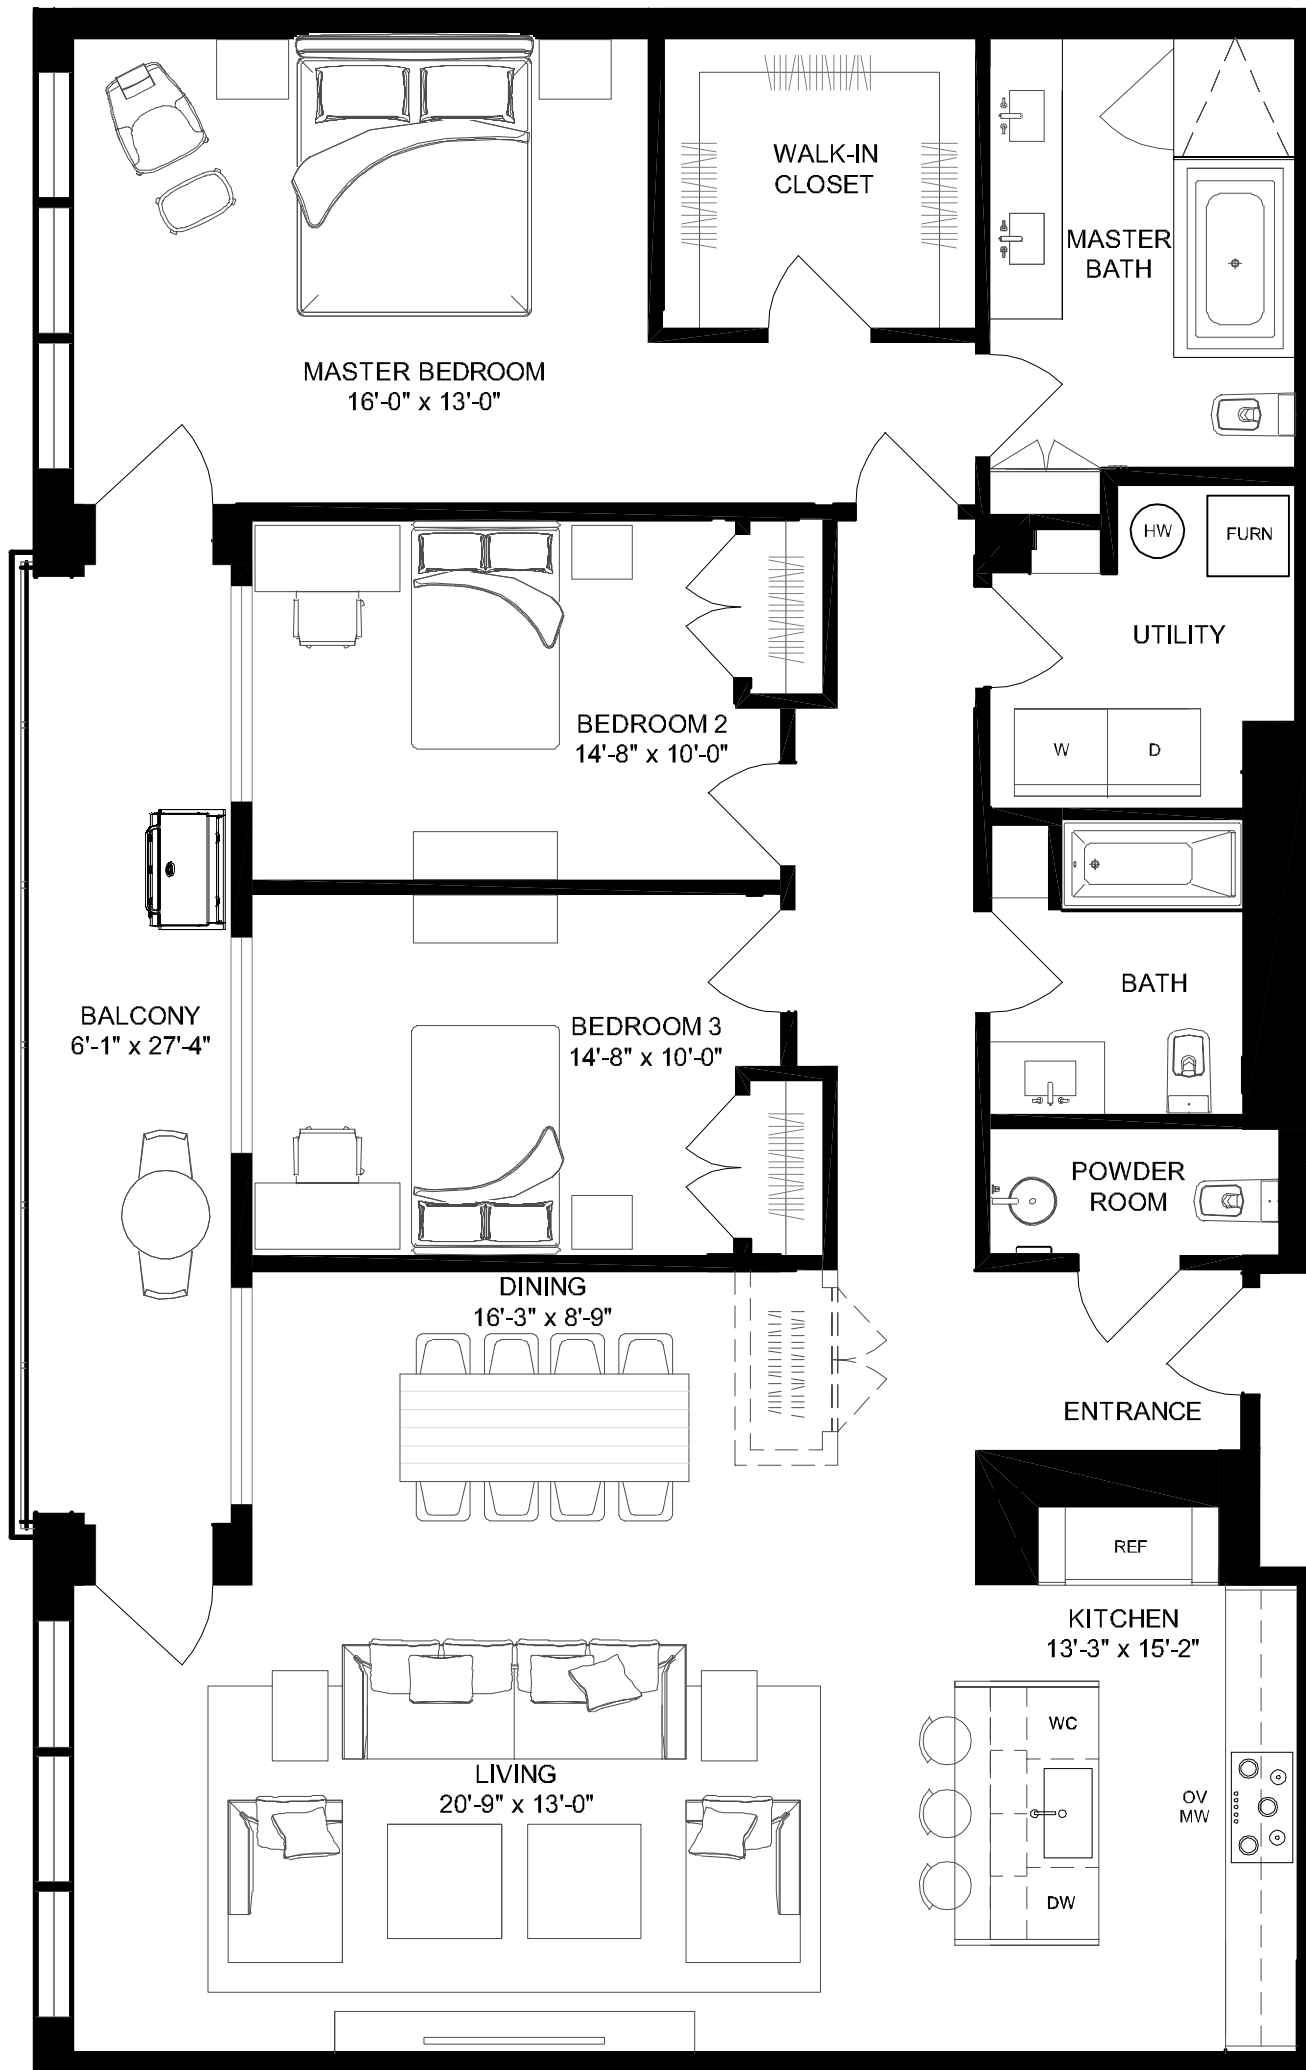 WALK-IN
CLOSET
MASTER
BATH
MASTER BEDROOM
16'-0" x 13'-0"
HW
FURN
UTILITY
BEDROOM 2
14'-8" x 10'-0"
W
D
BATH
BALCONY
6'-1" x 27'-4"
BEDROOM 3
14'-8" x 10'-0"
POWDER
ROOM
DINING
16'-3" x 8'-9"
ENTRANCE
REF
KITCHEN
13'-3" x 15'-2"
WC
LIVING
20'-9" x 13'-0"
OV
MW
DW